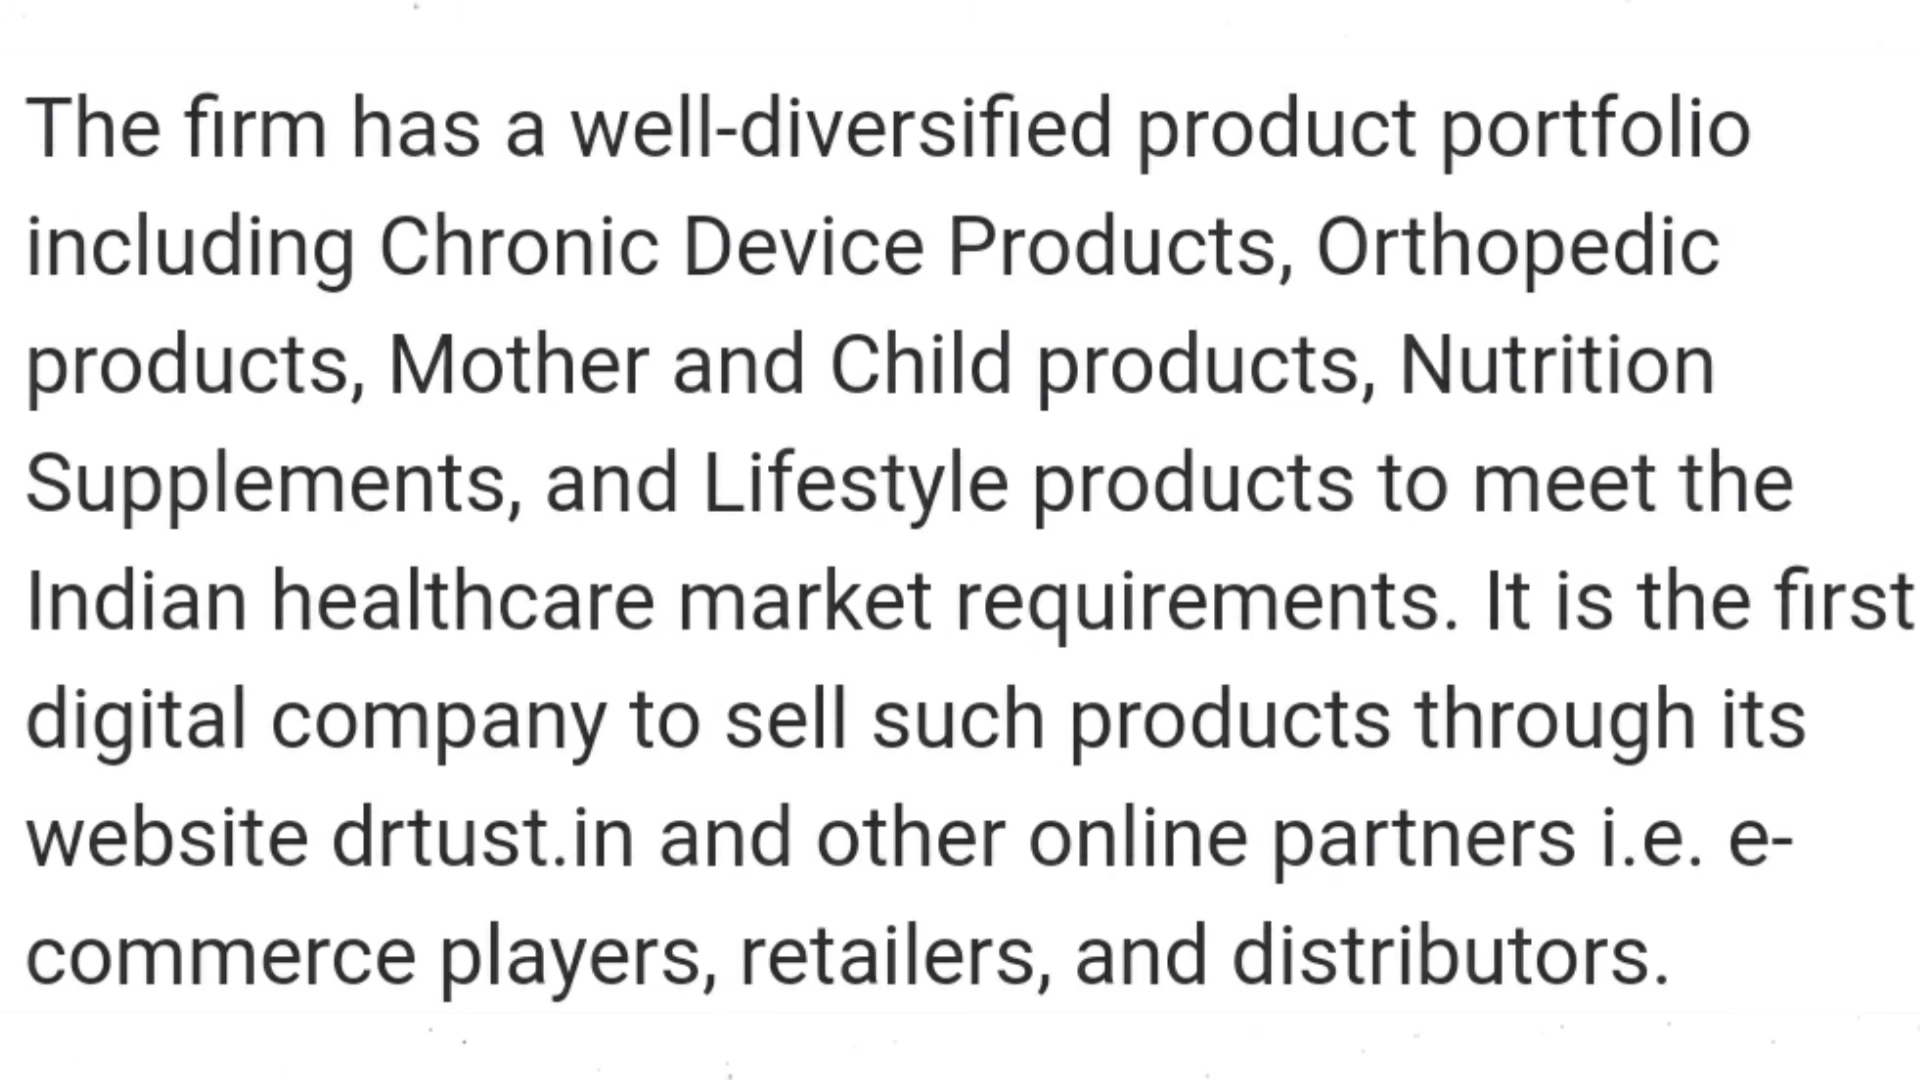 The firm has a well-diversified product portfolio
including Chronic Device Products, Orthopedic
products, Mother and Child products, Nutrition
Supplements, and Lifestyle products to meet the
Indian healthcare market requirements. It is the first
digital company to sell such products through its
website drtust.in and other online partners i.e. e-
commerce players, retailers, and distributors.